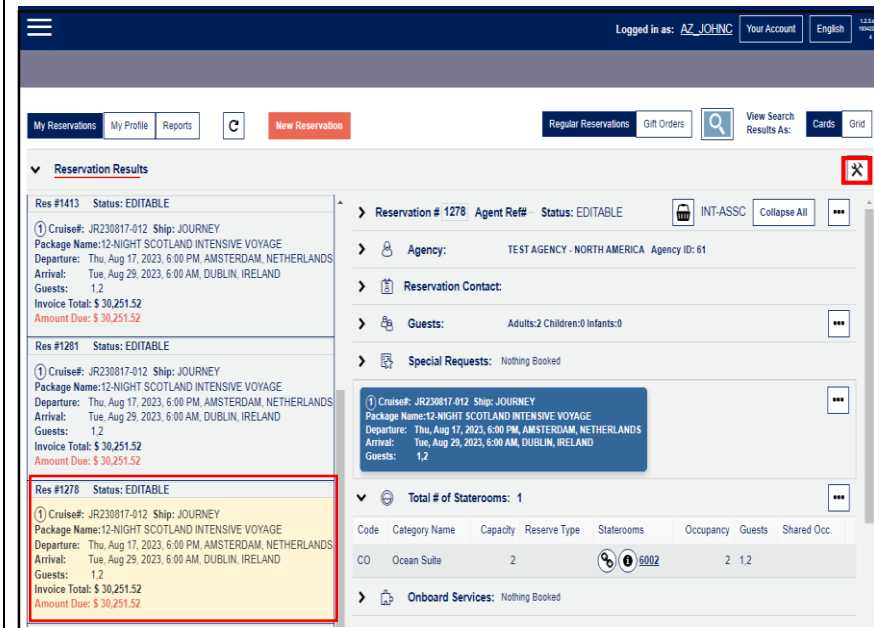 Logged in as: AZ_JOHNC Your Account English
My Reservations My Profile Reports New Reservation Regular Reservations Gift Orders View Search Results As: Cards Grid
Reservation Results
Res #1413 Status: EDITABLE
1 Cruise#: JR230817-012 Ship: JOURNEY
Package Name:12-NIGHT SCOTLAND INTENSIVE VOYAGE
Departure: Thu, Aug 17, 2023, 6:00 PM, AMSTERDAM, NETHERLANDS
Arrival: Tue, Aug 29, 2023, 6:00 AM, DUBLIN, IRELAND
Guests: 1,2
Invoice Total: $ 30,251.52
Amount Due: $ 30,251.52
Res #1281 Status: EDITABLE
1 Cruise#: JR230817-012 Ship: JOURNEY
Package Name:12-NIGHT SCOTLAND INTENSIVE VOYAGE
Departure: Thu, Aug 17, 2023, 6:00 PM, AMSTERDAM, NETHERLANDS
Arrival: Tue, Aug 29, 2023, 6:00 AM, DUBLIN, IRELAND
Guests: 1,2
Invoice Total: $ 30,251.52
Amount Due: $ 30,251.52
Res #1278 Status: EDITABLE
1 Cruise#: JR230817-012 Ship: JOURNEY
Package Name:12-NIGHT SCOTLAND INTENSIVE VOYAGE
Departure: Thu, Aug 17, 2023, 6:00 PM, AMSTERDAM, NETHERLANDS
Arrival: Tue, Aug 29, 2023, 6:00 AM, DUBLIN, IRELAND
Guests: 1,2
Invoice Total: $ 30,251.52
Amount Due: $ 30,251.52
Reservation # 1278 Agent Ref# Status: EDITABLE INT-ASSC Collapse All
Agency: TEST AGENCY - NORTH AMERICA Agency ID: 61
Reservation Contact:
Guests: Adults:2 Children:0 Infants:0
Special Requests: Nothing Booked
1 Cruise#: JR230817-012 Ship: JOURNEY
Package Name:12-NIGHT SCOTLAND INTENSIVE VOYAGE
Departure: Thu, Aug 17, 2023, 6:00 PM, AMSTERDAM, NETHERLANDS
Arrival: Tue, Aug 29, 2023, 6:00 AM, DUBLIN, IRELAND
Guests: 1,2
Total # of Staterooms: 1
Code Category Name Capacity Reserve Type Staterooms Occupancy Guests Shared Occ.
CO Ocean Suite 2 6002 2 1,2
Onboard Services: Nothing Booked